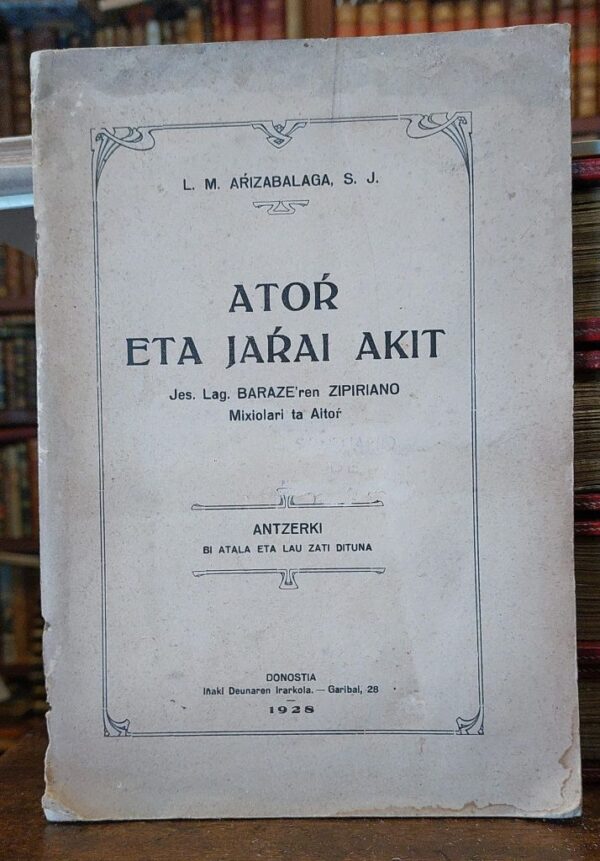 L. M. AŔIZABALAGA, S. J.
ATOŔ
ETA JAŔAI AKIT
Jes. Lag. BARAZE'ren ZIPIRIANO
Mixiolari ta Aitoŕ
ANTZERKI
BI ATALA ETA LAU ZATI DITUNA
DONOSTIA
Iñaki Deunaren Irarkola. — Garibai, 28
1928